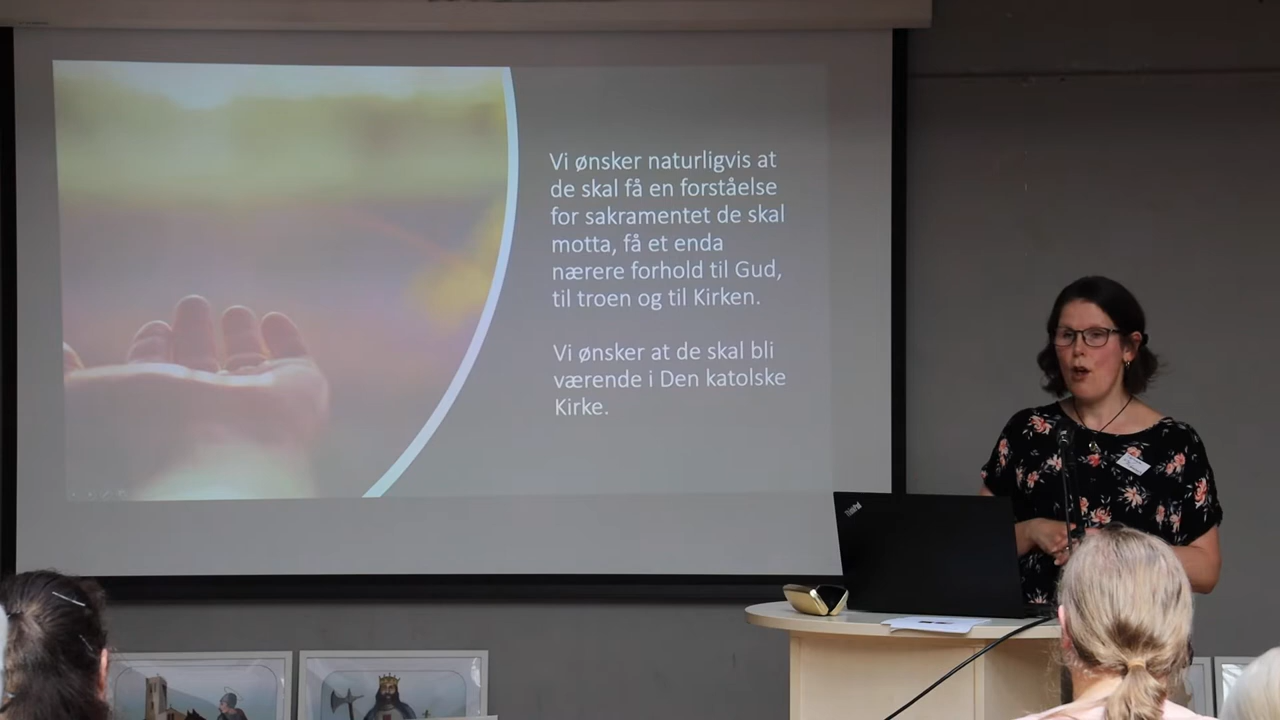 Vi ønsker naturligvis at
de skal få en forståelse
for sakramentet de skal
motta, få et enda
nærere forhold til Gud,
til troen og til Kirken.
Vi ønsker at de skal bli
værende i Den katolske
Kirke.
ThinkPad